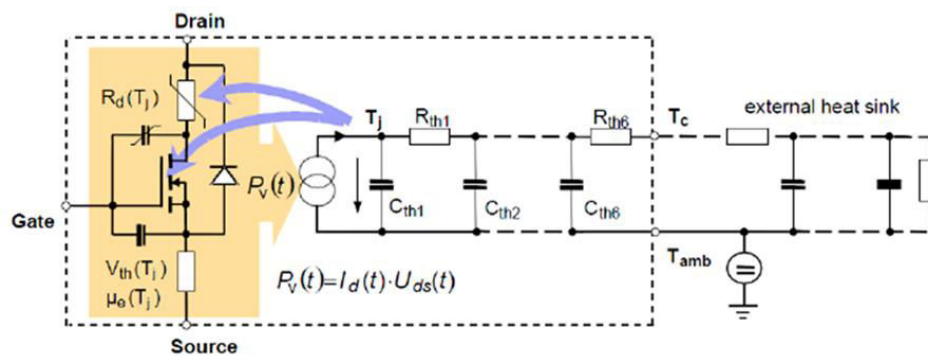 Drain
R_d(T_j)
T_j
R_th1
R_th6
T_c
external heat sink
P_v(t)
C_th1
C_th2
C_th6
Gate
V_th(T_j)
μ_e(T_j)
P_v(t)=I_d(t)·U_ds(t)
T_amb
Source